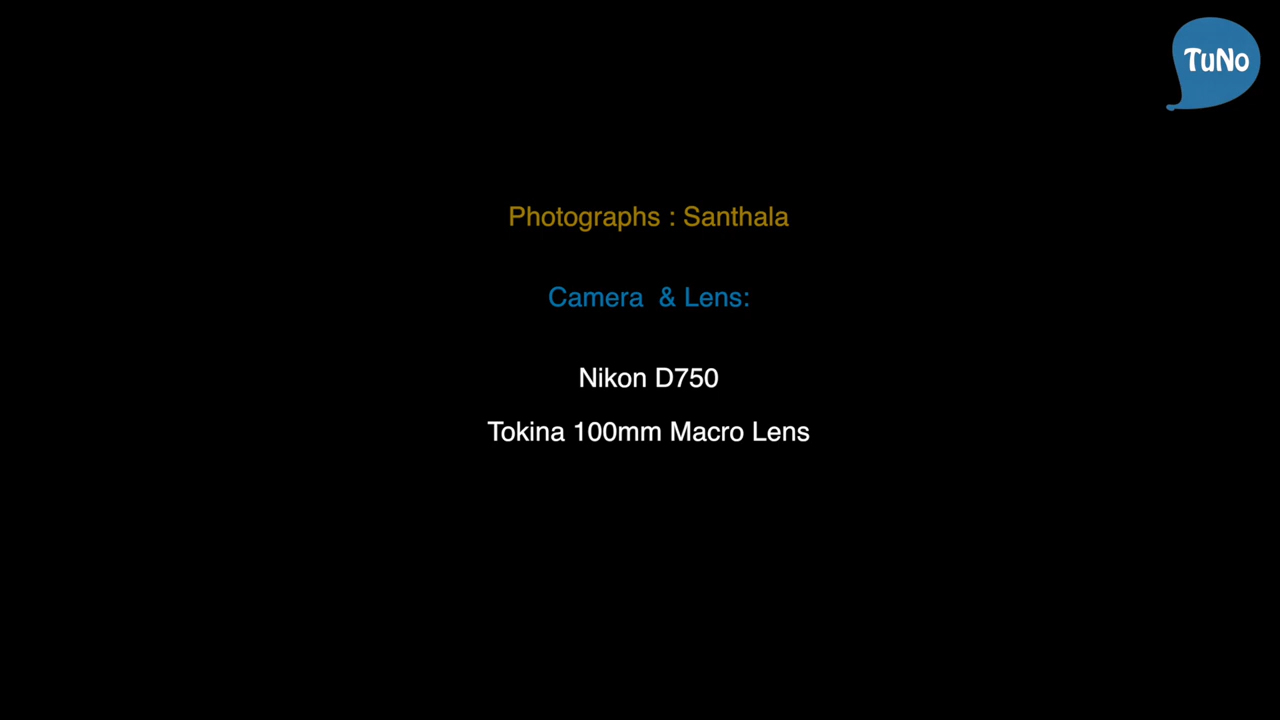 TuNo
Photographs : Santhala
Camera & Lens:
Nikon D750
Tokina 100mm Macro Lens